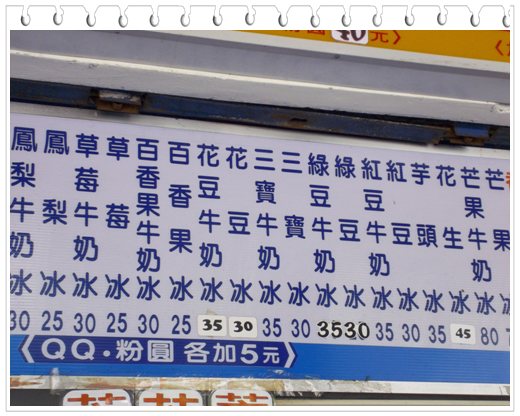 元〉
芒果冰
芒果牛奶冰 80
花生冰 45
芋頭冰 35
紅豆冰 30
紅豆牛奶冰 35
綠豆冰 30
綠豆牛奶冰 35
三寶冰 30
三寶牛奶冰 35
花豆冰 30
花豆牛奶冰 35
百香果冰 25
百香果牛奶冰 30
草莓冰 25
草莓牛奶冰 30
鳳梨冰 25
鳳梨牛奶冰 30
〈QQ·粉圓 各加5元〉